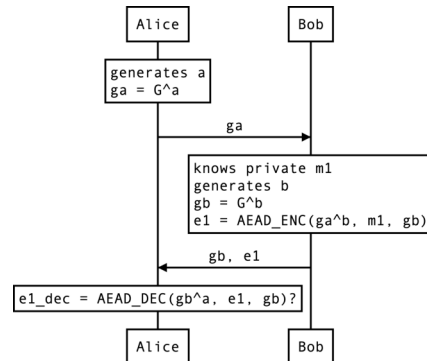 Alice
Bob
generates a
ga = G^a
ga
knows private m1
generates b
gb = G^b
e1 = AEAD_ENC(ga^b, m1, gb)
gb, e1
e1_dec = AEAD_DEC(gb^a, e1, gb)?
Alice
Bob